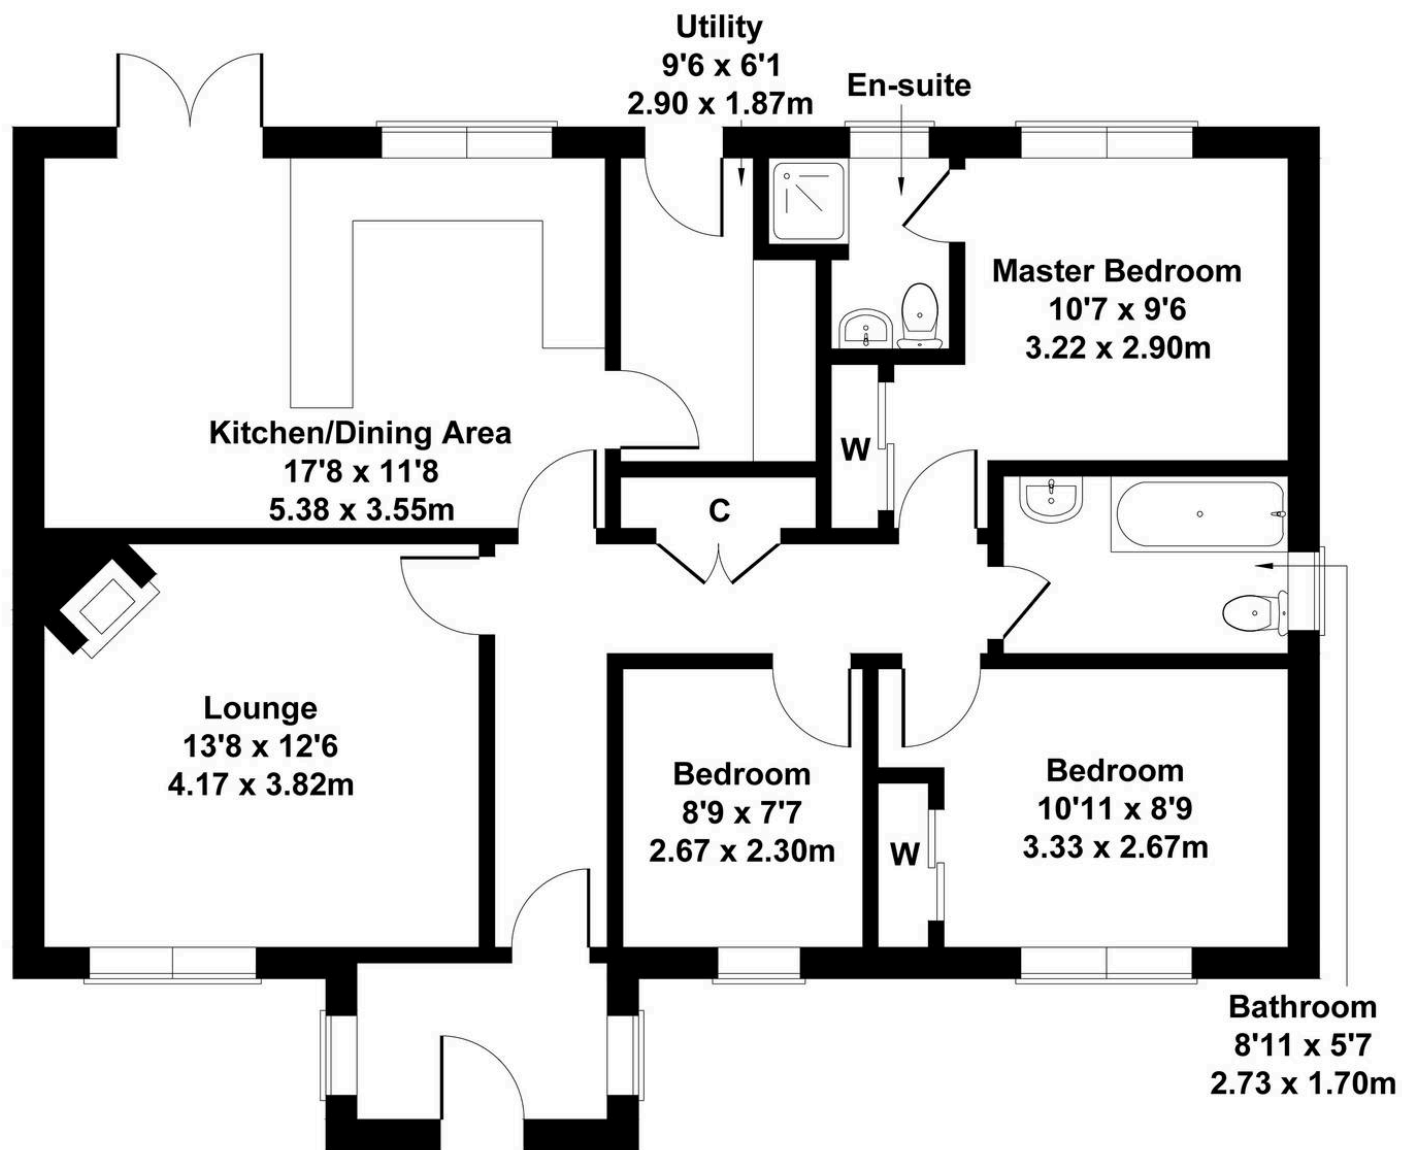 Utility
9'6 x 6'1
2.90 x 1.87m
En-suite
Master Bedroom
10'7 x 9'6
3.22 x 2.90m
Kitchen/Dining Area
17'8 x 11'8
5.38 x 3.55m
W
C
Lounge
13'8 x 12'6
4.17 x 3.82m
Bedroom
8'9 x 7'7
2.67 x 2.30m
W
Bedroom
10'11 x 8'9
3.33 x 2.67m
Bathroom
8'11 x 5'7
2.73 x 1.70m